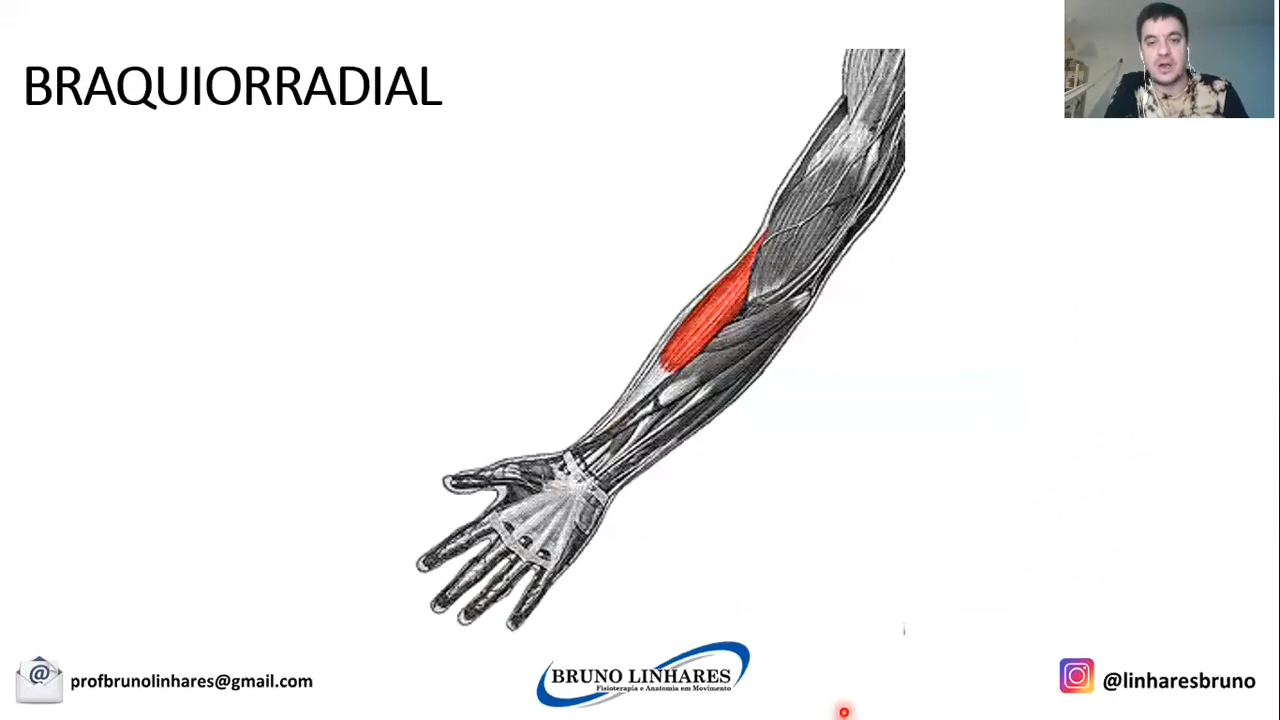 BRAQUIORRADIAL
@
profbrunolinhares@gmail.com
BRUNO LINHARES
Fisioterapia e Anatomia em Movimento
@linharesbruno